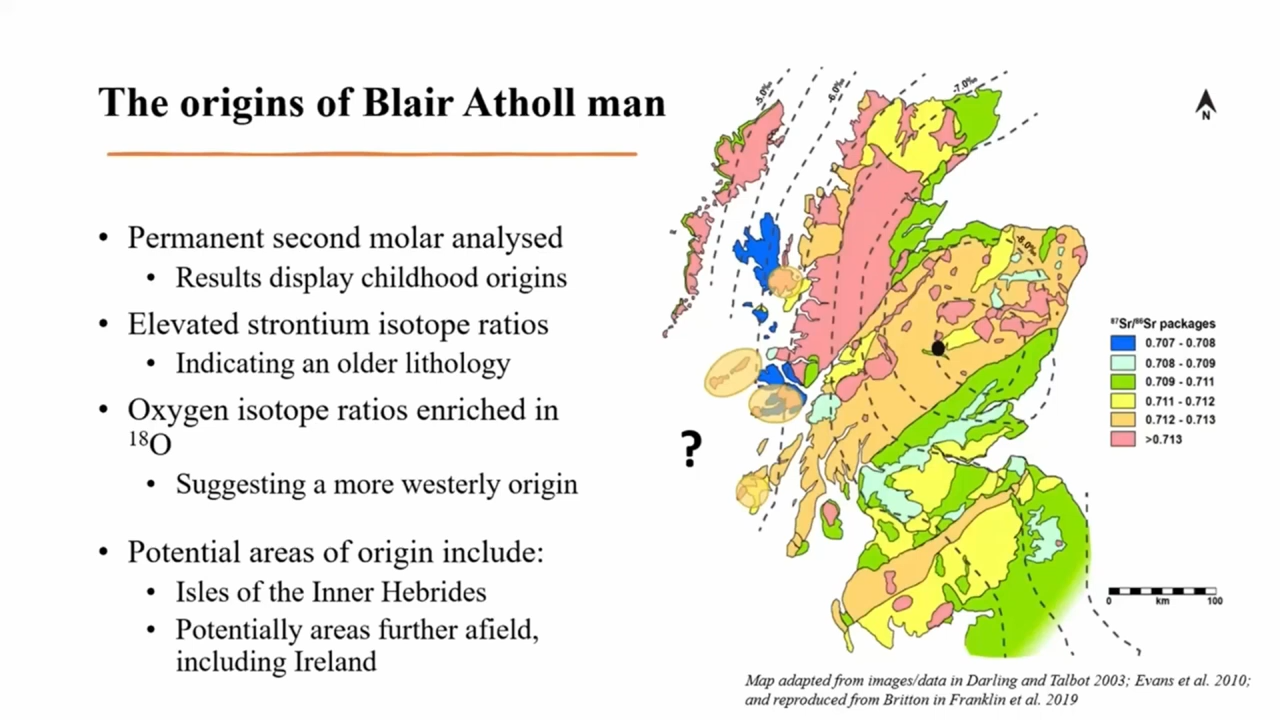 The origins of Blair Atholl man
• Permanent second molar analysed
• Results display childhood origins
• Elevated strontium isotope ratios
• Indicating an older lithology
• Oxygen isotope ratios enriched in
¹⁸O
• Suggesting a more westerly origin
• Potential areas of origin include:
• Isles of the Inner Hebrides
• Potentially areas further afield,
including Ireland
-5.0‰
-6.0‰
-7.0‰
-8.0‰
N
?
⁸⁷Sr/⁸⁶Sr packages
0.707 - 0.708
0.708 - 0.709
0.709 - 0.711
0.711 - 0.712
0.712 - 0.713
>0.713
0 km 100
Map adapted from images/data in Darling and Talbot 2003; Evans et al. 2010;
and reproduced from Britton in Franklin et al. 2019